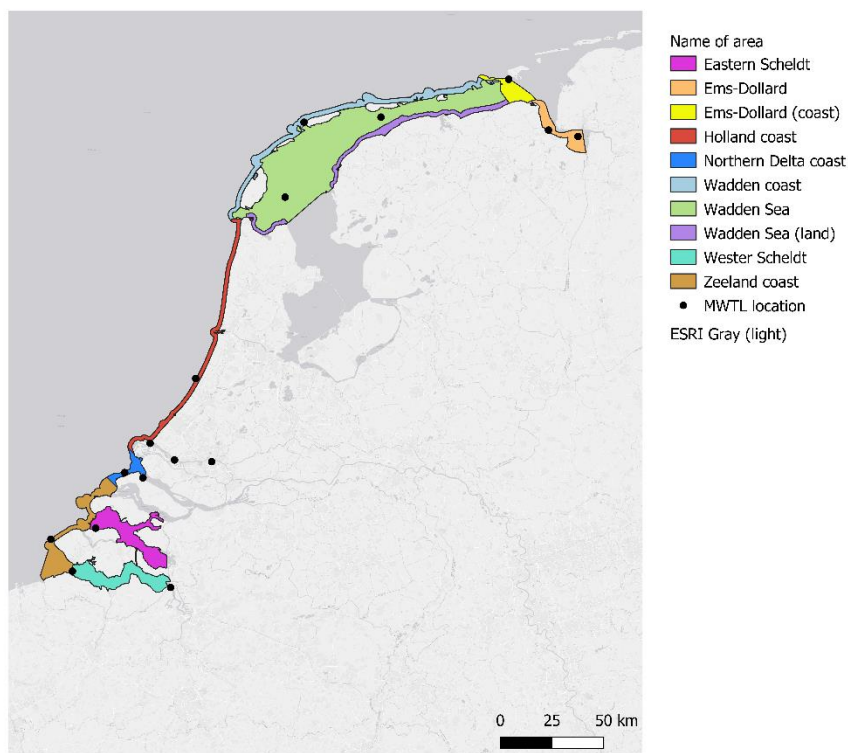 Name of area
Eastern Scheldt
Ems-Dollard
Ems-Dollard (coast)
Holland coast
Northern Delta coast
Wadden coast
Wadden Sea
Wadden Sea (land)
Wester Scheldt
Zeeland coast
MWTL location
ESRI Gray (light)
0 25 50 km